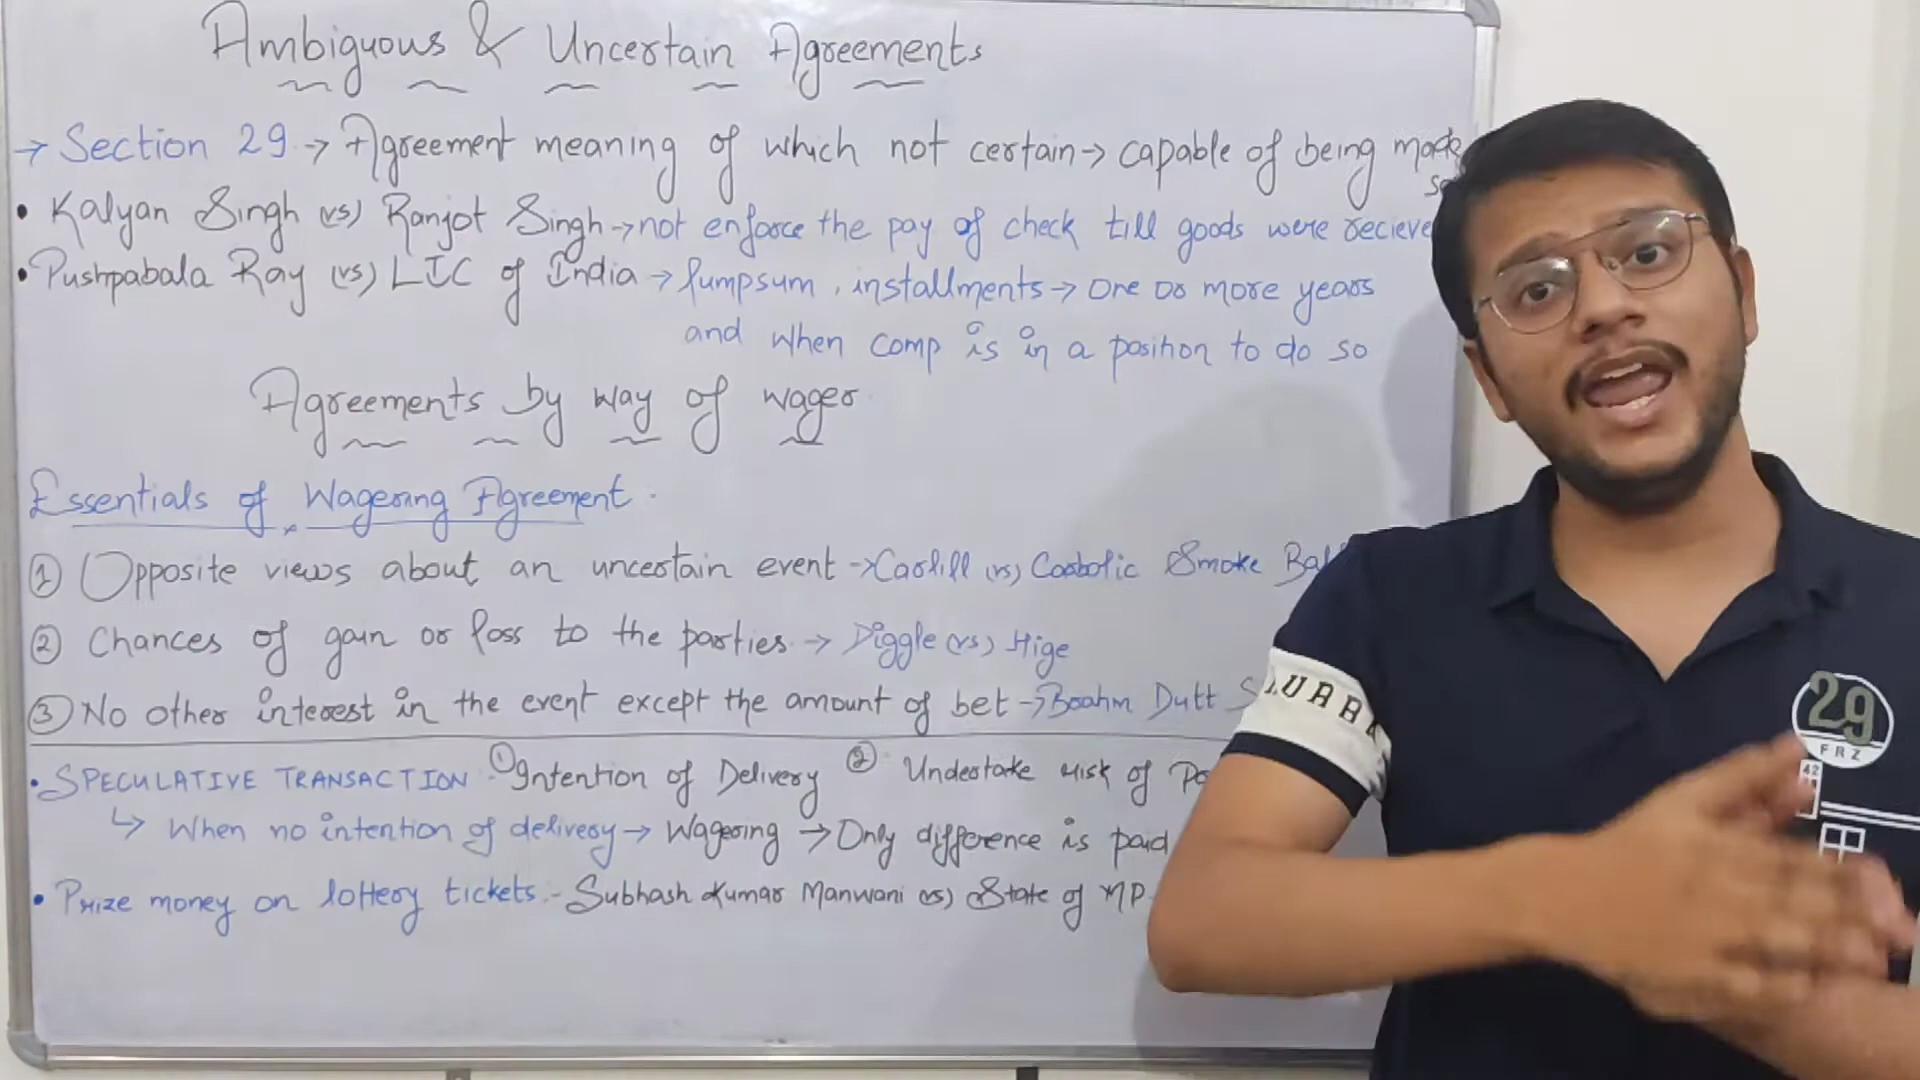 Ambiguous & Uncertain Agreements
→ Section 29 → Agreement meaning of which not certain → capable of being made
so
• Kalyan Singh (vs) Ranjot Singh → not enforce the pay of check till goods were recieve
• Pushpabala Ray (vs) LIC of India → lumpsum, installments → one or more years
and when comp is in a position to do so
Agreements by way of wager
Essentials of Wagering Agreement.
① Opposite views about an uncertain event → Carlill (vs) Carbolic Smoke Bal
② Chances of gain or loss to the parties. → Diggle (vs) Hige
③ No other interest in the event except the amount of bet → Boahm Dutt S
• SPECULATIVE TRANSACTION. ① Intention of Delivery ② Undertake risk of
↳ When no intention of delivery → Wagering → Only difference is paid
• Prize money on lottery tickets:- Subhash Kumar Manwani (vs) State of MP.
29
FRZ
42